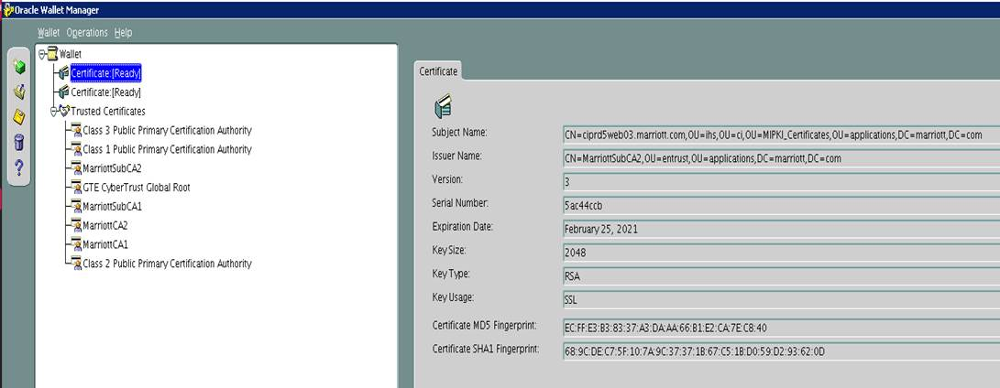 Oracle Wallet Manager
Wallet Operations Help
Wallet
Certificate:[Ready]
Certificate:[Ready]
Trusted Certificates
Class 3 Public Primary Certification Authority
Class 1 Public Primary Certification Authority
MarriottSubCA2
GTE CyberTrust Global Root
MarriottSubCA1
MarriottCA2
MarriottCA1
Class 2 Public Primary Certification Authority
Certificate
Subject Name: CN=ciprd5web03.marriott.com,OU=ihs,OU=ci,OU=MIPKI_Certificates,OU=applications,DC=marriott,DC=com
Issuer Name: CN=MarriottSubCA2,OU=entrust,OU=applications,DC=marriott,DC=com
Version: 3
Serial Number: 5ac44ccb
Expiration Date: February 25, 2021
Key Size: 2048
Key Type: RSA
Key Usage: SSL
Certificate MD5 Fingerprint: EC:FF:E3:B3:83:37:A3:DA:AA:66:B1:E2:CA:7E:C8:40
Certificate SHA1 Fingerprint: 68:9C:DE:C7:5F:10:7A:9C:37:37:1B:67:C5:1B:D0:59:D2:93:62:0D